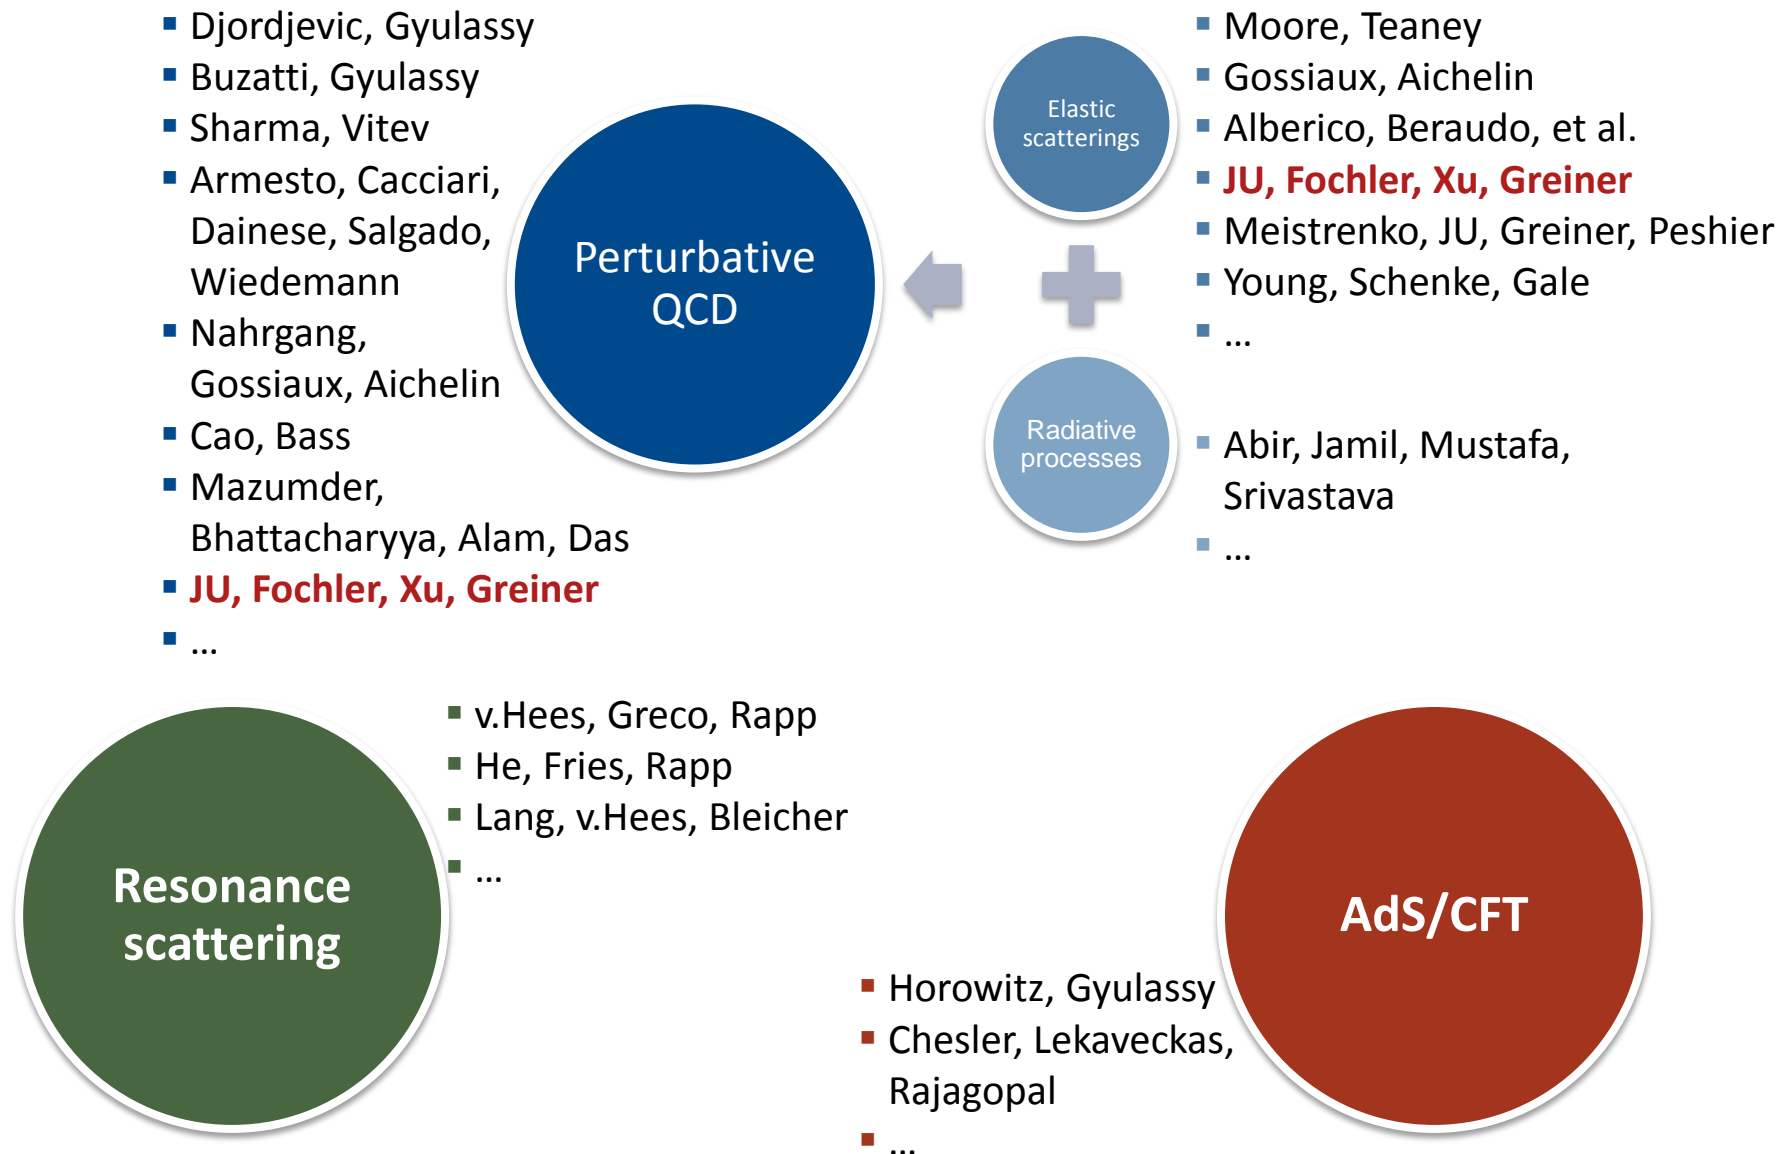 ▪ Djordjevic, Gyulassy
▪ Buzatti, Gyulassy
▪ Sharma, Vitev
▪ Armesto, Cacciari,
Dainese, Salgado,
Wiedemann
▪ Nahrgang,
Gossiaux, Aichelin
▪ Cao, Bass
▪ Mazumder,
Bhattacharyya, Alam, Das
▪ JU, Fochler, Xu, Greiner
▪ ...
Perturbative
QCD
Elastic
scatterings
▪ Moore, Teaney
▪ Gossiaux, Aichelin
▪ Alberico, Beraudo, et al.
▪ JU, Fochler, Xu, Greiner
▪ Meistrenko, JU, Greiner, Peshier
▪ Young, Schenke, Gale
▪ ...
Radiative
processes
▪ Abir, Jamil, Mustafa,
Srivastava
▪ ...
Resonance
scattering
▪ v.Hees, Greco, Rapp
▪ He, Fries, Rapp
▪ Lang, v.Hees, Bleicher
▪ ...
AdS/CFT
▪ Horowitz, Gyulassy
▪ Chesler, Lekaveckas,
Rajagopal
▪ ...